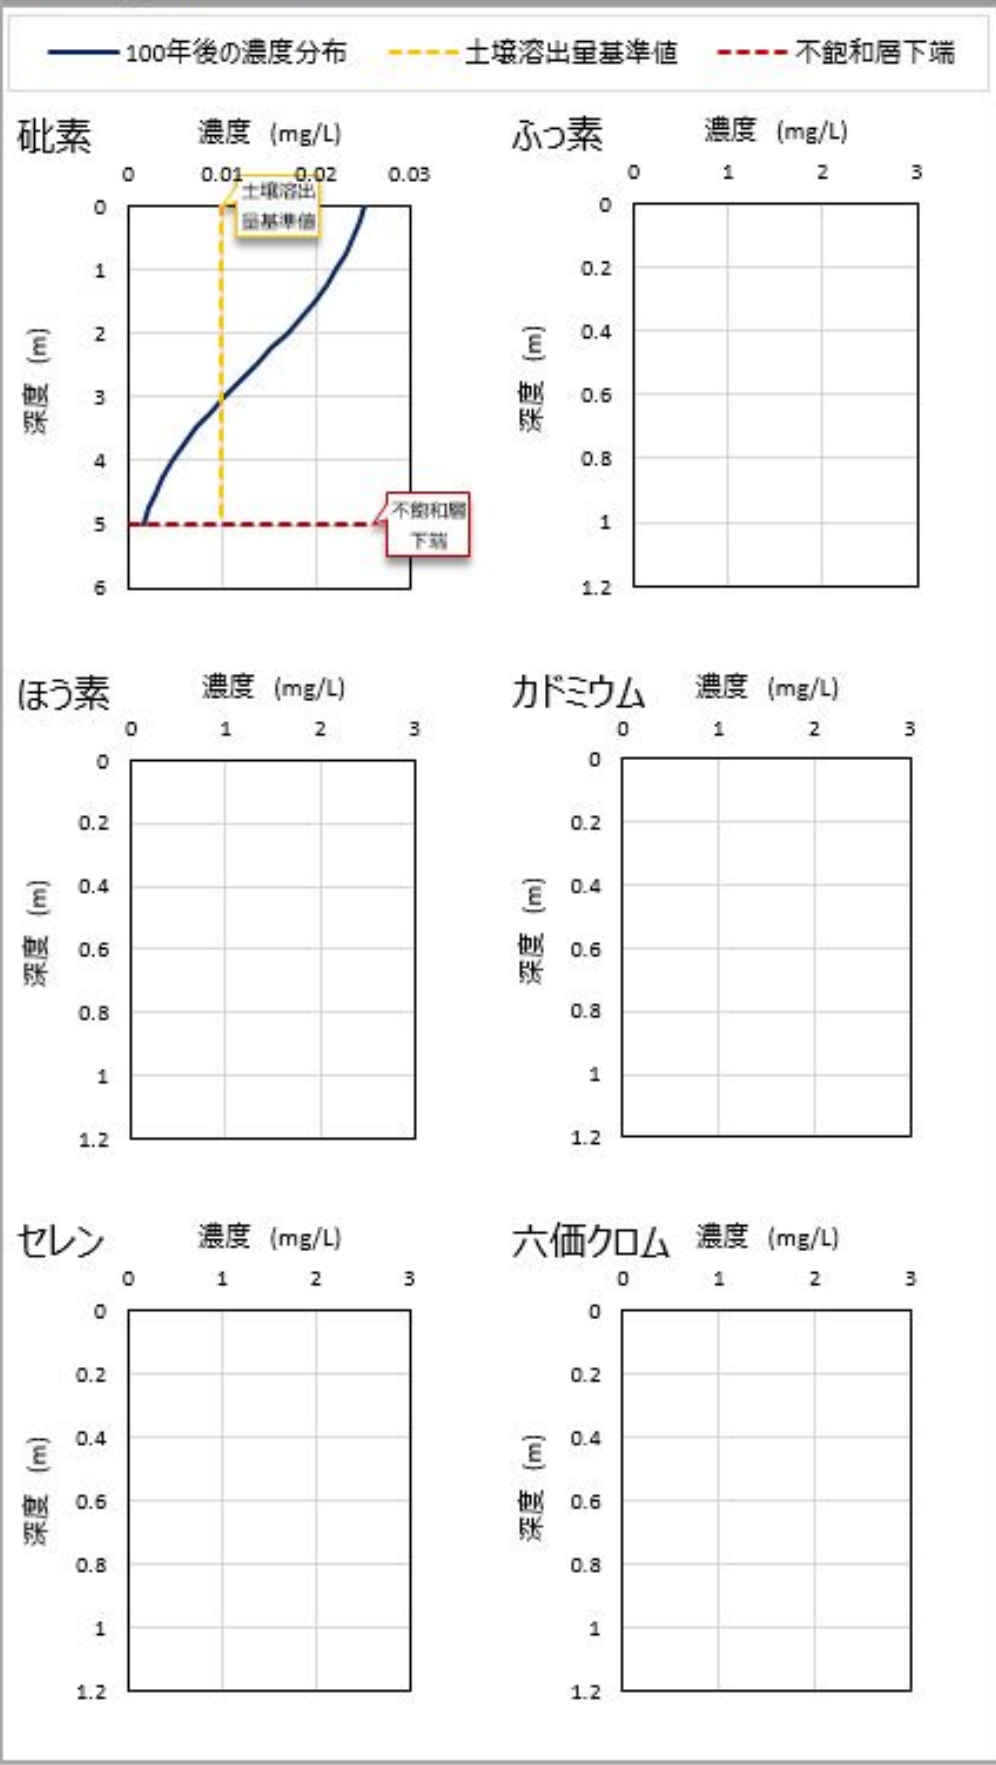 100年後の濃度分布 土壌溶出量基準値 不飽和層下端
砒素 濃度 (mg/L)
0 0.01 0.02 0.03
土壌溶出
量基準値
0
1
2
3
4
5
6
深度 (m)
不飽和層
下端
ふっ素 濃度 (mg/L)
0 1 2 3
0
0.2
0.4
0.6
0.8
1
1.2
深度 (m)
ほう素 濃度 (mg/L)
0 1 2 3
0
0.2
0.4
0.6
0.8
1
1.2
深度 (m)
カドミウム 濃度 (mg/L)
0 1 2 3
0
0.2
0.4
0.6
0.8
1
1.2
深度 (m)
セレン 濃度 (mg/L)
0 1 2 3
0
0.2
0.4
0.6
0.8
1
1.2
深度 (m)
六価クロム 濃度 (mg/L)
0 1 2 3
0
0.2
0.4
0.6
0.8
1
1.2
深度 (m)